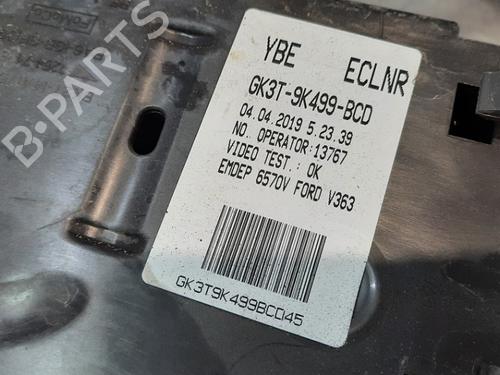 YBE ECLNR
GK3T-9K499-BCD
04.04.2019 5.23.39
NO. OPERATOR:13767
VIDEO TEST.: OK
EMDEP 6570V FORD V363
GK3T9K499BCD45